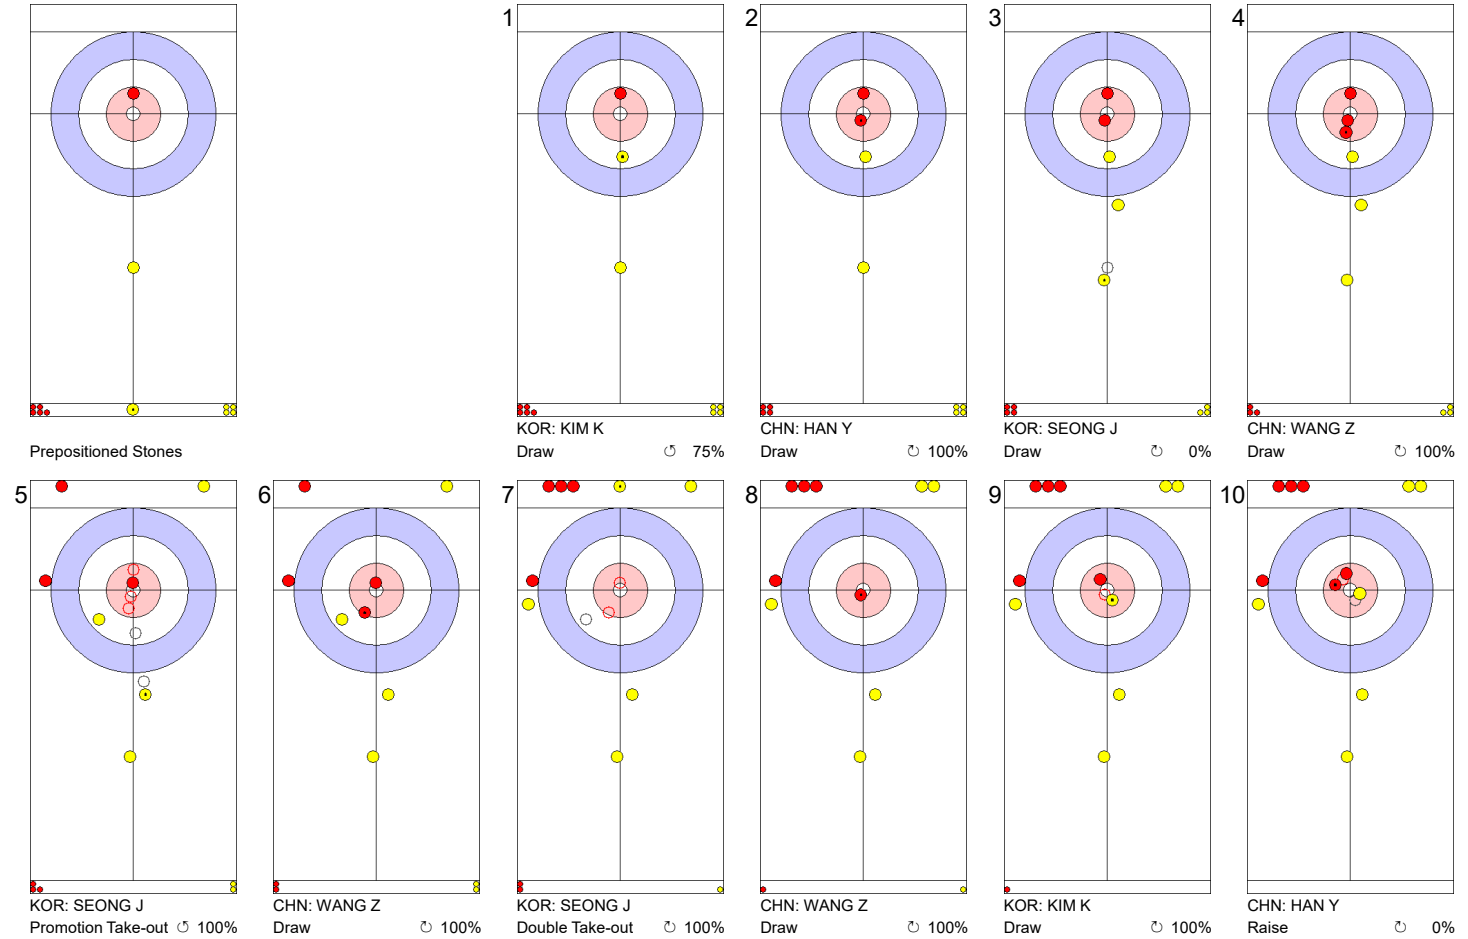 1
2
3
4
Prepositioned Stones
KOR: KIM K
Draw ↺ 75%
CHN: HAN Y
Draw ↻ 100%
KOR: SEONG J
Draw ↻ 0%
CHN: WANG Z
Draw ↻ 100%
5
6
7
8
9
10
KOR: SEONG J
Promotion Take-out ↺ 100%
CHN: WANG Z
Draw ↻ 100%
KOR: SEONG J
Double Take-out ↻ 100%
CHN: WANG Z
Draw ↻ 100%
KOR: KIM K
Draw ↻ 100%
CHN: HAN Y
Raise ↻ 0%